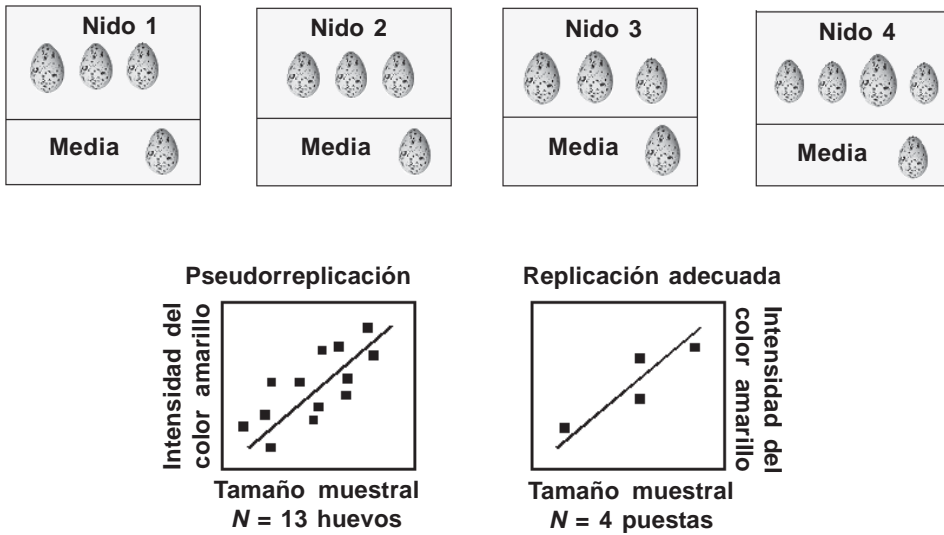 Nido 1
Media
Nido 2
Media
Nido 3
Media
Nido 4
Media
Pseudorreplicación
Intensidad del
color amarillo
Tamaño muestral
N = 13 huevos
Replicación adecuada
Intensidad del
color amarillo
Tamaño muestral
N = 4 puestas